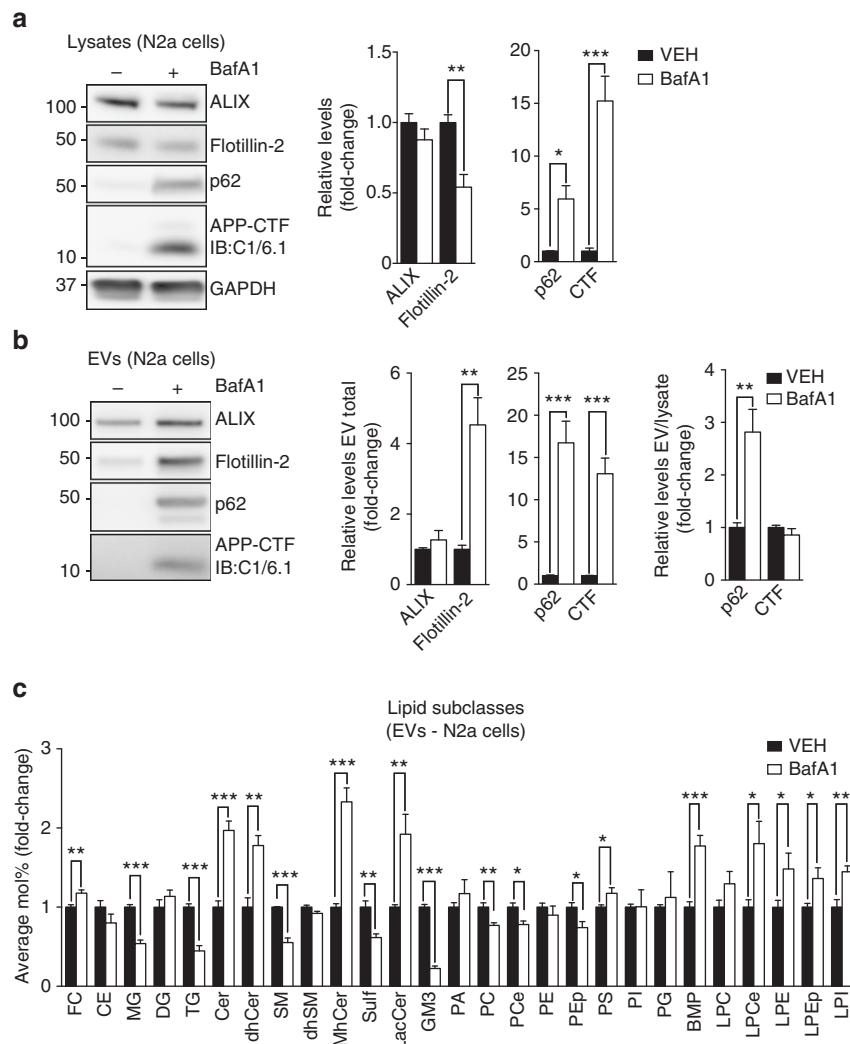 a
Lysates (N2a cells)
– + BafA1
100 ALIX
50 Flotillin-2
50 p62
APP-CTF
10 IB:C1/6.1
37 GAPDH
Relative levels
(fold-change)
1.5
1.0
0.5
0.0
**
ALIX
Flotillin-2
20
15
10
5
0
*
***
p62
CTF
VEH
BafA1
b
EVs (N2a cells)
– + BafA1
100 ALIX
50 Flotillin-2
50 p62
APP-CTF
10 IB:C1/6.1
Relative levels EV total
(fold-change)
6
4
2
0
**
ALIX
Flotillin-2
25
20
15
10
5
0
*** ***
p62
CTF
Relative levels EV/lysate
(fold-change)
4
3
2
1
0
**
p62
CTF
VEH
BafA1
c
Lipid subclasses
(EVs - N2a cells)
VEH
BafA1
Average mol% (fold-change)
3
2
1
0
** *** *** *** ** *** *** ** ** *** ** * * * *** * * * **
FC CE MG DG TG Cer dhCer SM dhSM MhCer Sulf LacCer GM3 PA PC PCe PE PEp PS PI PG BMP LPC LPCe LPE LPEp LPI